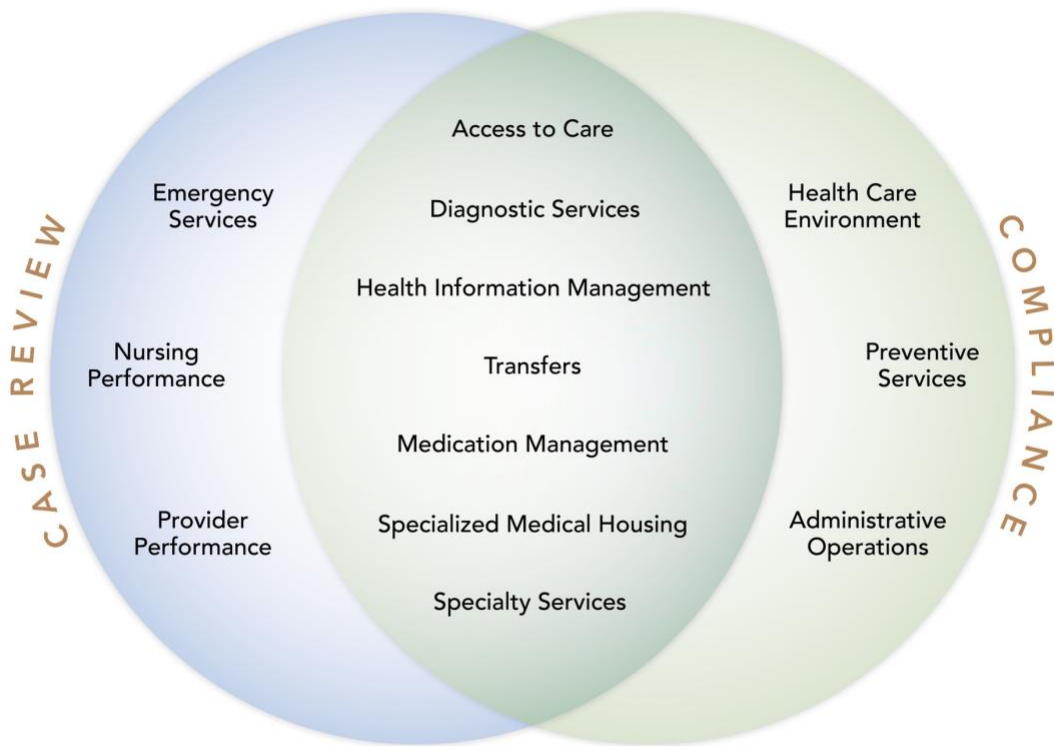 CASE REVIEW
Emergency
Services
Nursing
Performance
Provider
Performance
Access to Care
Diagnostic Services
Health Information Management
Transfers
Medication Management
Specialized Medical Housing
Specialty Services
Health Care
Environment
Preventive
Services
Administrative
Operations
COMPLIANCE